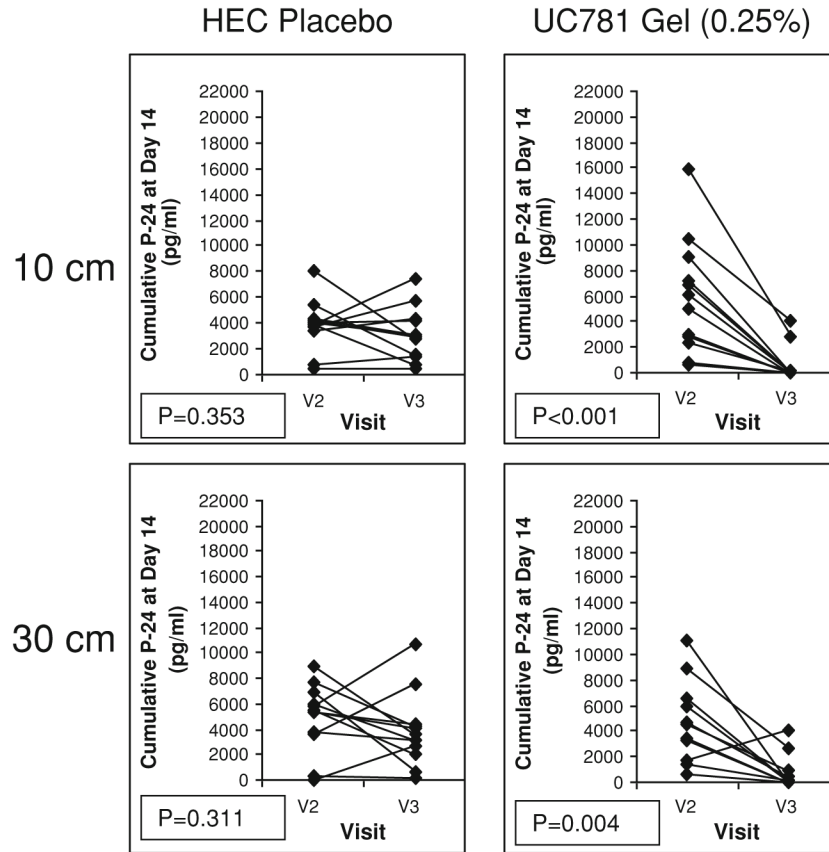 HEC Placebo
UC781 Gel (0.25%)
10 cm
Cumulative P-24 at Day 14
(pg/ml)
22000
20000
18000
16000
14000
12000
10000
8000
6000
4000
2000
0
V2
V3
Visit
P=0.353
Cumulative P-24 at Day 14
(pg/ml)
22000
20000
18000
16000
14000
12000
10000
8000
6000
4000
2000
0
V2
V3
Visit
P<0.001
30 cm
Cumulative P-24 at Day 14
(pg/ml)
22000
20000
18000
16000
14000
12000
10000
8000
6000
4000
2000
0
V2
V3
Visit
P=0.311
Cumulative P-24 at Day 14
(pg/ml)
22000
20000
18000
16000
14000
12000
10000
8000
6000
4000
2000
0
V2
V3
Visit
P=0.004